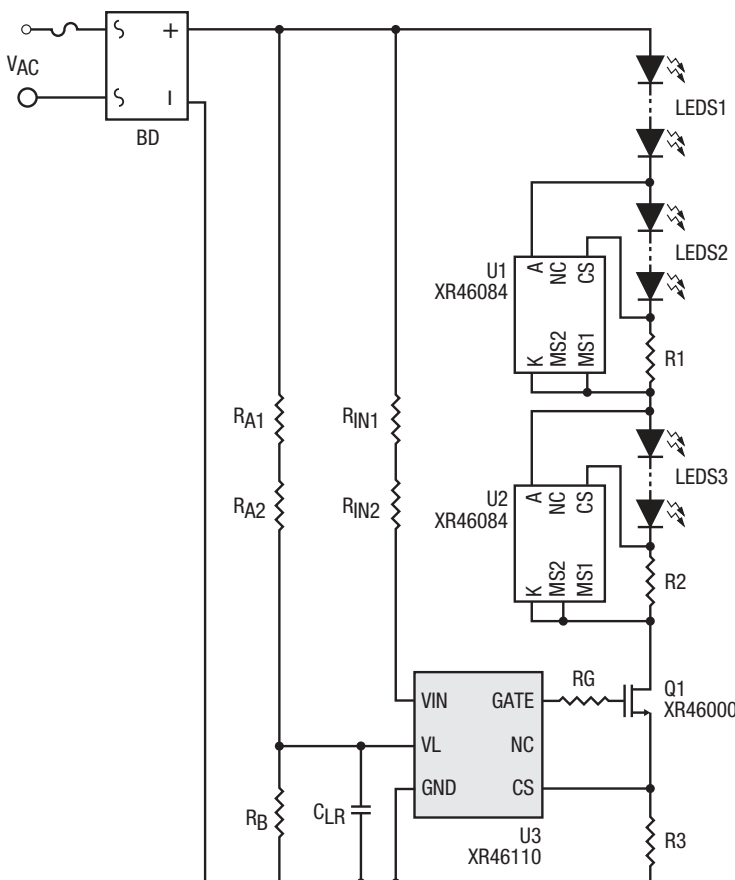 +
VAC
–
BD
LEDS1
LEDS2
U1
XR46084
A
NC
CS
K
MS2
MS1
R1
RA1
RIN1
LEDS3
RA2
RIN2
U2
XR46084
A
NC
CS
K
MS2
MS1
R2
RG
Q1
XR46000
VIN
GATE
VL
NC
GND
CS
RB
CLR
U3
XR46110
R3